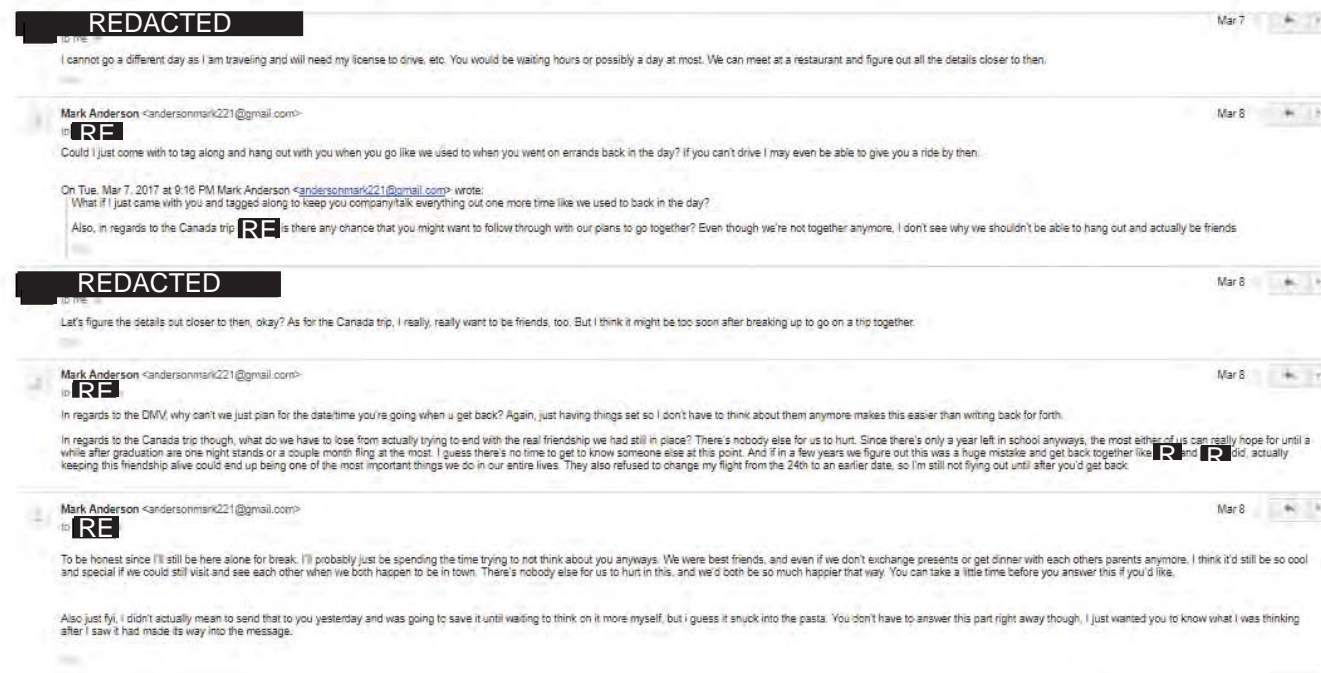 REDACTED
Mar 7
to me
I cannot go a different day as I am traveling and will need my license to drive, etc. You would be waiting hours or possibly a day at most. We can meet at a restaurant and figure out all the details closer to then.
Mark Anderson <andersonmark221@gmail.com>
Mar 8
to RE
Could I just come with to tag along and hang out with you when you go like we used to when you went on errands back in the day? If you can't drive I may even be able to give you a ride by then.
On Tue, Mar 7, 2017 at 9:16 PM Mark Anderson <andersonmark221@gmail.com> wrote:
What if I just came with you and tagged along to keep you company/talk everything out one more time like we used to back in the day?
Also, in regards to the Canada trip RE is there any chance that you might want to follow through with our plans to go together? Even though we're not together anymore, I don't see why we shouldn't be able to hang out and actually be friends
REDACTED
Mar 8
to me
Let's figure the details out closer to then, okay? As for the Canada trip, I really, really want to be friends, too. But I think it might be too soon after breaking up to go on a trip together.
Mark Anderson <andersonmark221@gmail.com>
Mar 8
to RE
In regards to the DMV, why can't we just plan for the date/time you're going when u get back? Again, just having things set so I don't have to think about them anymore makes this easier than writing back for forth.
In regards to the Canada trip though, what do we have to lose from actually trying to end with the real friendship we had still in place? There's nobody else for us to hurt. Since there's only a year left in school anyways, the most either of us can really hope for until a
while after graduation are one night stands or a couple month fling at the most. I guess there's no time to get to know someone else at this point. And if in a few years we figure out this was a huge mistake and get back together like R and R did, actually
keeping this friendship alive could end up being one of the most important things we do in our entire lives. They also refused to change my flight from the 24th to an earlier date, so I'm still not flying out until after you'd get back.
Mark Anderson <andersonmark221@gmail.com>
Mar 8
to RE
To be honest since I'll still be here alone for break, I'll probably just be spending the time trying to not think about you anyways. We were best friends, and even if we don't exchange presents or get dinner with each others parents anymore, I think it'd still be so cool
and special if we could still visit and see each other when we both happen to be in town. There's nobody else for us to hurt in this, and we'd both be so much happier that way. You can take a little time before you answer this if you'd like.
Also just fyi, I didn't actually mean to send that to you yesterday and was going to save it until waiting to think on it more myself, but i guess it snuck into the pasta. You don't have to answer this part right away though, I just wanted you to know what I was thinking
after I saw it had made its way into the message.